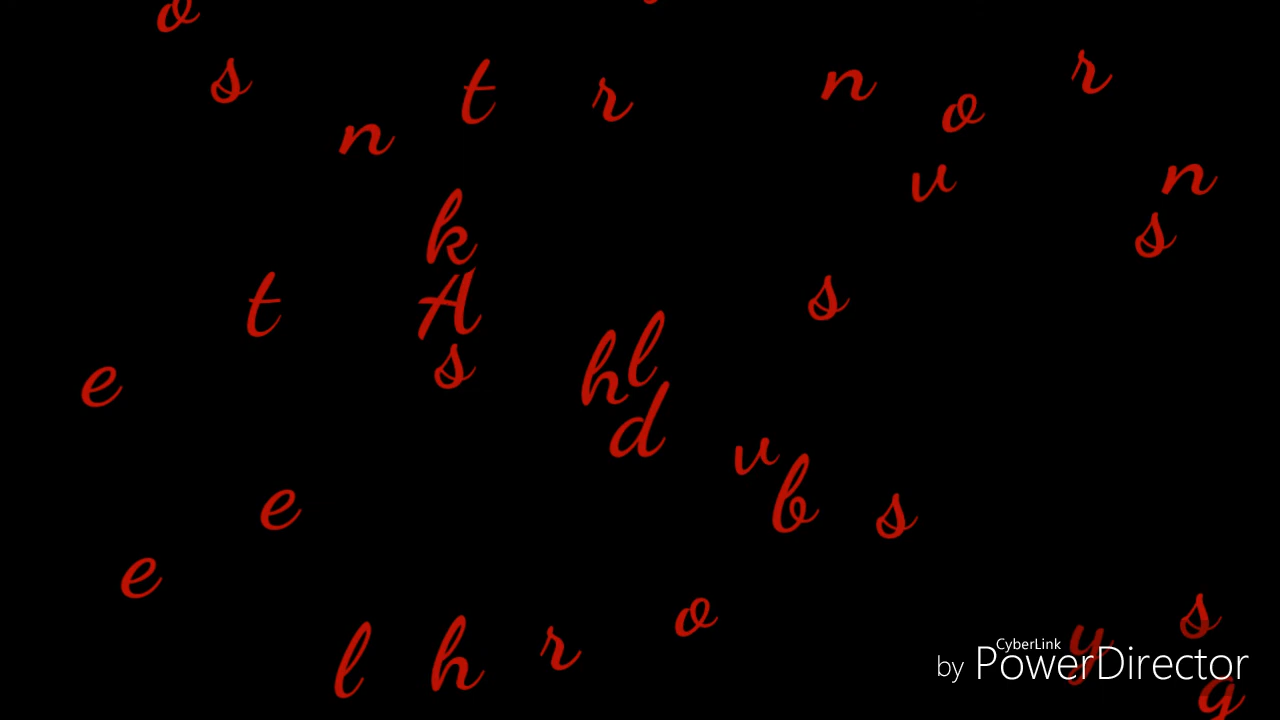 o
s n t r n o r
k u s n
e t A s h l d s
e e u b s
l h r o y s g
CyberLink
by PowerDirector